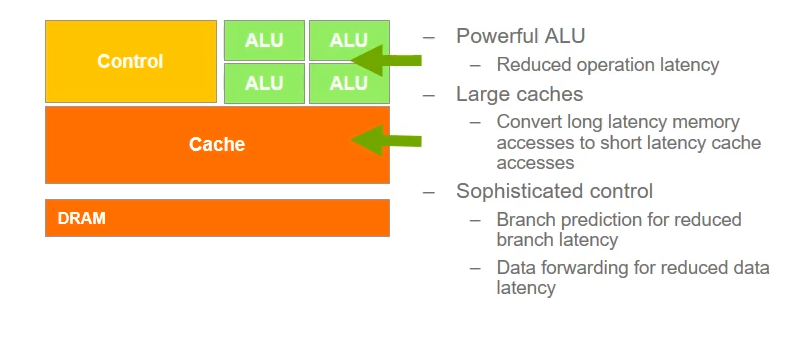 Control
ALU ALU
ALU ALU
Cache
DRAM
– Powerful ALU
– Reduced operation latency
– Large caches
– Convert long latency memory
accesses to short latency cache
accesses
– Sophisticated control
– Branch prediction for reduced
branch latency
– Data forwarding for reduced data
latency